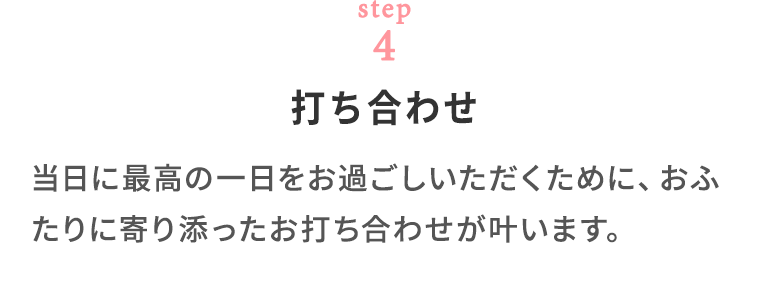 step
4
打ち合わせ
当日に最高の一日をお過ごしいただくために、おふ
たりに寄り添ったお打ち合わせが叶います。